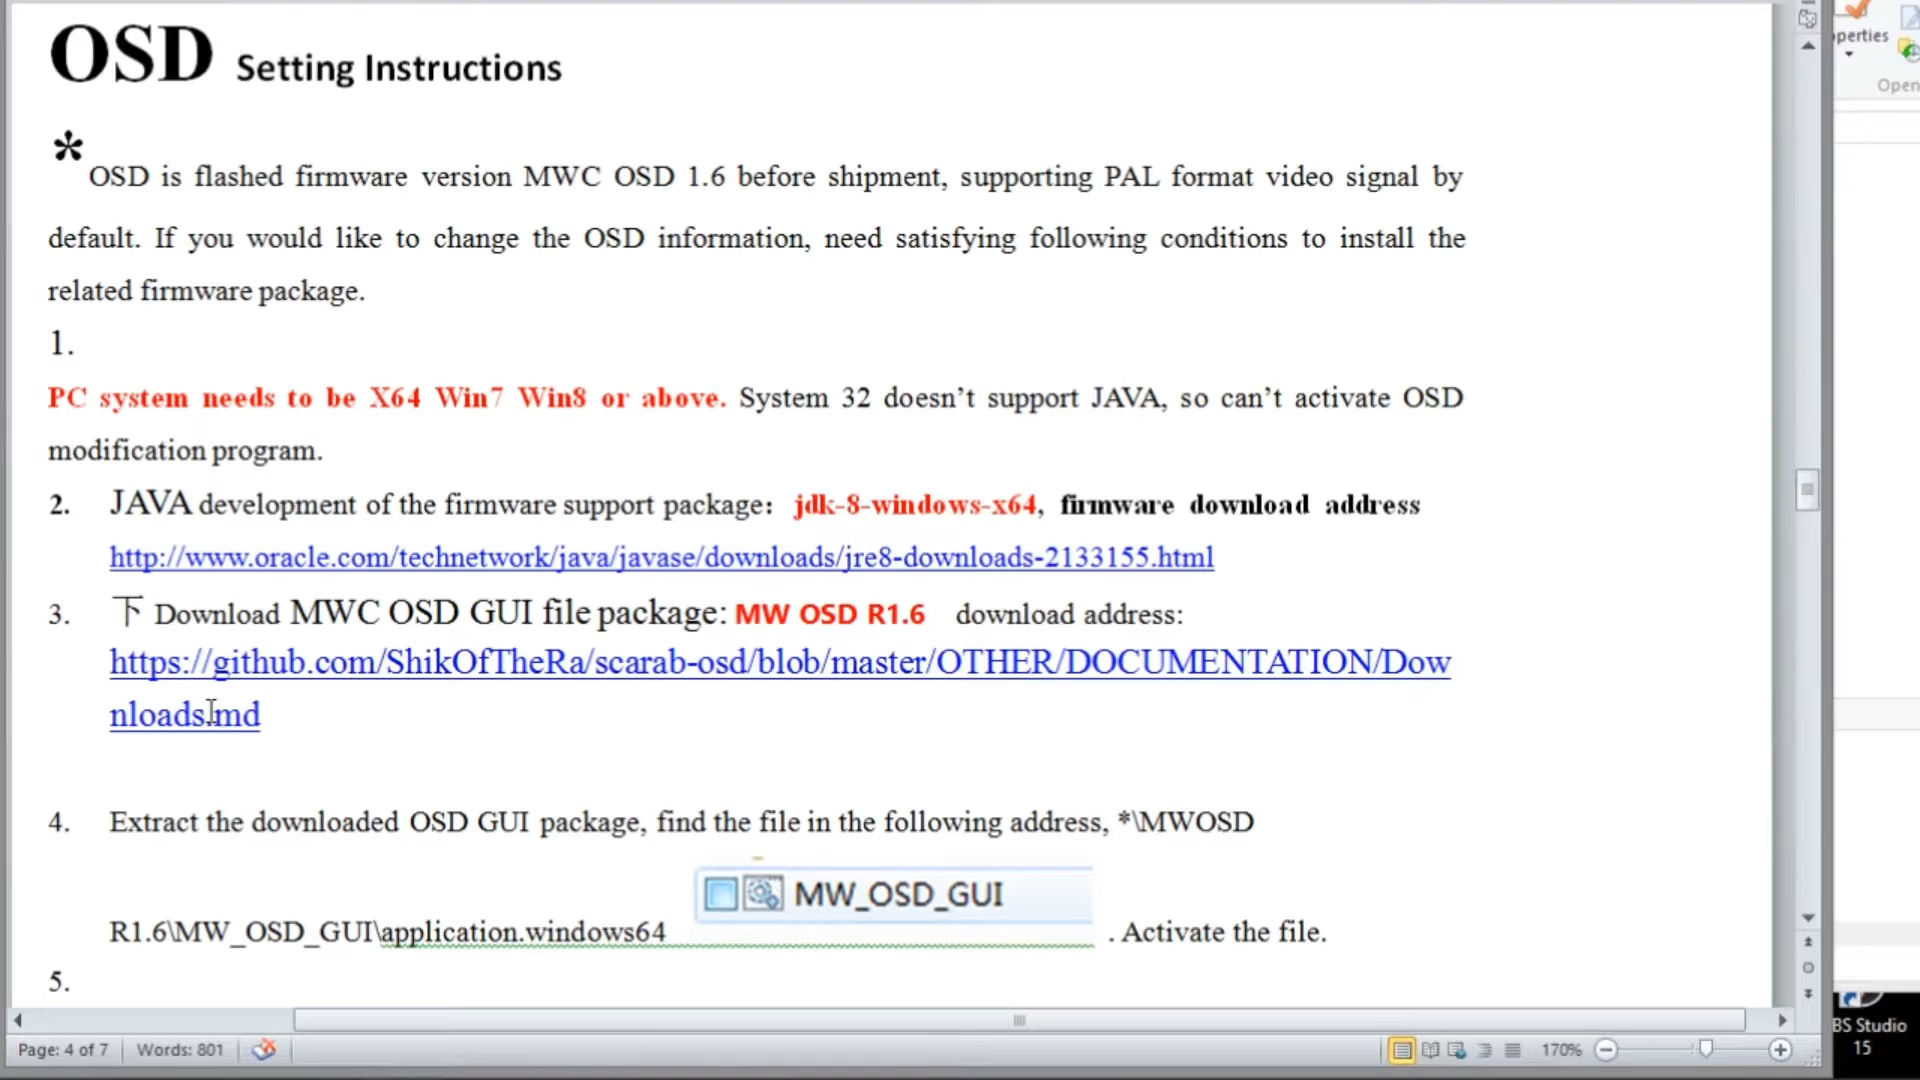 OSD Setting Instructions
*OSD is flashed firmware version MWC OSD 1.6 before shipment, supporting PAL format video signal by
default. If you would like to change the OSD information, need satisfying following conditions to install the
related firmware package.
1.
PC system needs to be X64 Win7 Win8 or above. System 32 doesn’t support JAVA, so can’t activate OSD
modification program.
2. JAVA development of the firmware support package：jdk-8-windows-x64, firmware download address
http://www.oracle.com/technetwork/java/javase/downloads/jre8-downloads-2133155.html
3. 下 Download MWC OSD GUI file package: MW OSD R1.6 download address:
https://github.com/ShikOfTheRa/scarab-osd/blob/master/OTHER/DOCUMENTATION/Dow
nloads.md
4. Extract the downloaded OSD GUI package, find the file in the following address, *\MWOSD
MW_OSD_GUI
R1.6\MW_OSD_GUI\application.windows64 . Activate the file.
5.
Page: 4 of 7 Words: 801 170%
perties
Open
BS Studio
15